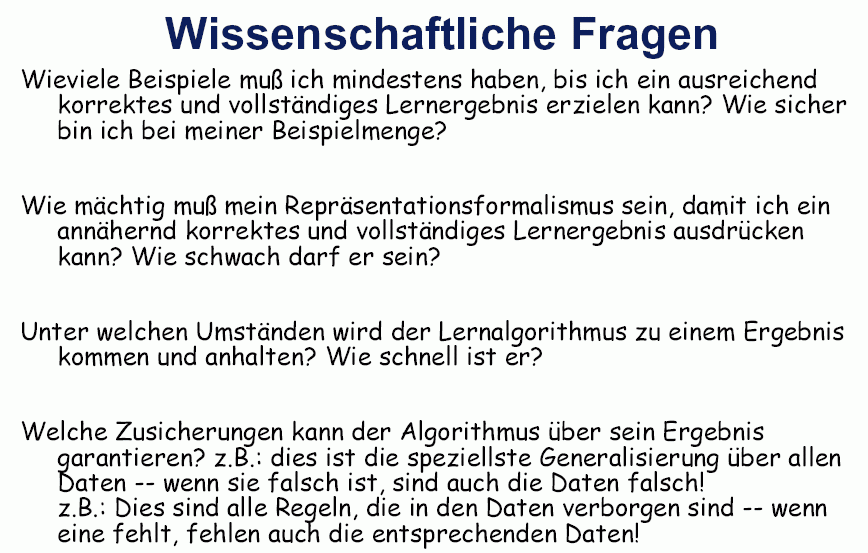 Wissenschaftliche Fragen
Wieviele Beispiele muß ich mindestens haben, bis ich ein ausreichend
korrektes und vollständiges Lernergebnis erzielen kann? Wie sicher
bin ich bei meiner Beispielmenge?
Wie mächtig muß mein Repräsentationsformalismus sein, damit ich ein
annähernd korrektes und vollständiges Lernergebnis ausdrücken
kann? Wie schwach darf er sein?
Unter welchen Umständen wird der Lernalgorithmus zu einem Ergebnis
kommen und anhalten? Wie schnell ist er?
Welche Zusicherungen kann der Algorithmus über sein Ergebnis
garantieren? z.B.: dies ist die speziellste Generalisierung über allen
Daten -- wenn sie falsch ist, sind auch die Daten falsch!
z.B.: Dies sind alle Regeln, die in den Daten verborgen sind -- wenn
eine fehlt, fehlen auch die entsprechenden Daten!